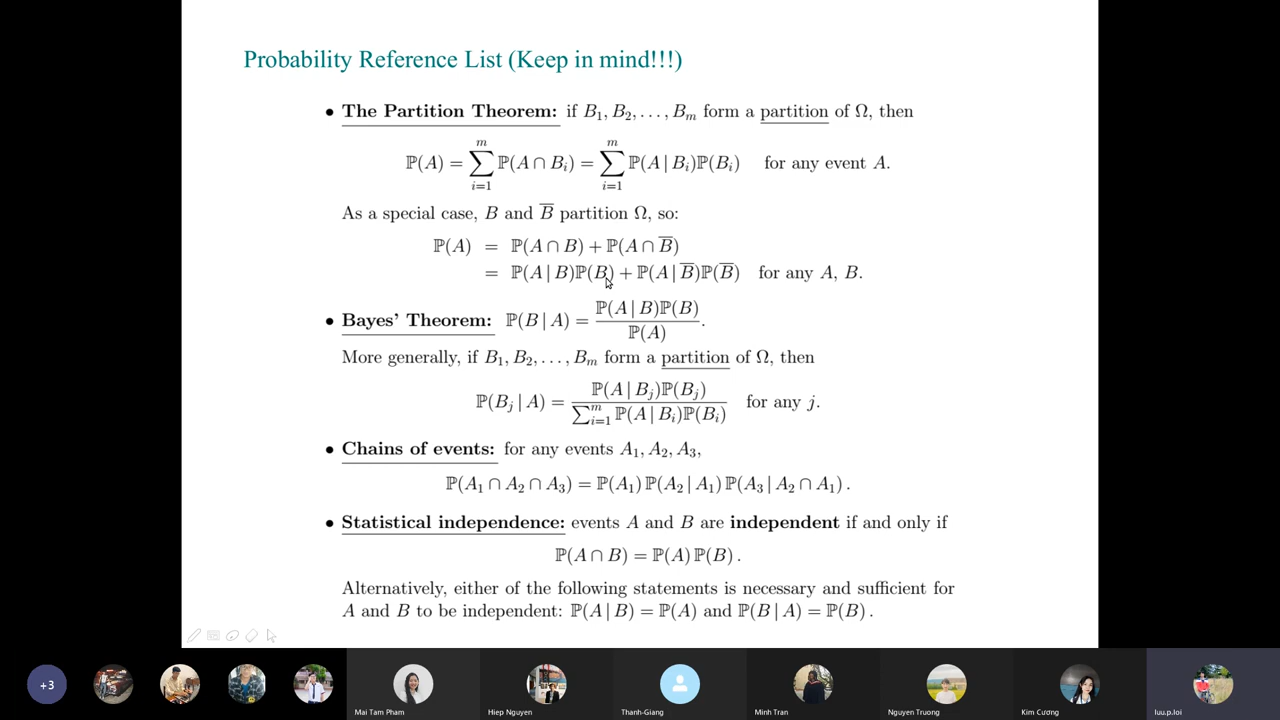 Probability Reference List (Keep in mind!!!)
• The Partition Theorem: if B₁, B₂, . . . , Bₘ form a partition of Ω, then
ℙ(A) = ∑ᵢ₌₁ᵐ ℙ(A ∩ Bᵢ) = ∑ᵢ₌₁ᵐ ℙ(A | Bᵢ)ℙ(Bᵢ) for any event A.
As a special case, B and B̅ partition Ω, so:
ℙ(A) = ℙ(A ∩ B) + ℙ(A ∩ B̅)
= ℙ(A | B)ℙ(B) + ℙ(A | B̅)ℙ(B̅) for any A, B.
• Bayes' Theorem: ℙ(B | A) = ℙ(A | B)ℙ(B) / ℙ(A).
More generally, if B₁, B₂, . . . , Bₘ form a partition of Ω, then
ℙ(Bⱼ | A) = ℙ(A | Bⱼ)ℙ(Bⱼ) / ∑ᵢ₌₁ᵐ ℙ(A | Bᵢ)ℙ(Bᵢ) for any j.
• Chains of events: for any events A₁, A₂, A₃,
ℙ(A₁ ∩ A₂ ∩ A₃) = ℙ(A₁) ℙ(A₂ | A₁) ℙ(A₃ | A₂ ∩ A₁) .
• Statistical independence: events A and B are independent if and only if
ℙ(A ∩ B) = ℙ(A) ℙ(B) .
Alternatively, either of the following statements is necessary and sufficient for
A and B to be independent: ℙ(A | B) = ℙ(A) and ℙ(B | A) = ℙ(B) .
+3
Mai Tam Pham
Hiep Nguyen
Thanh-Giang
Minh Tran
Nguyen Truong
Kim Cương
luu.p.loi